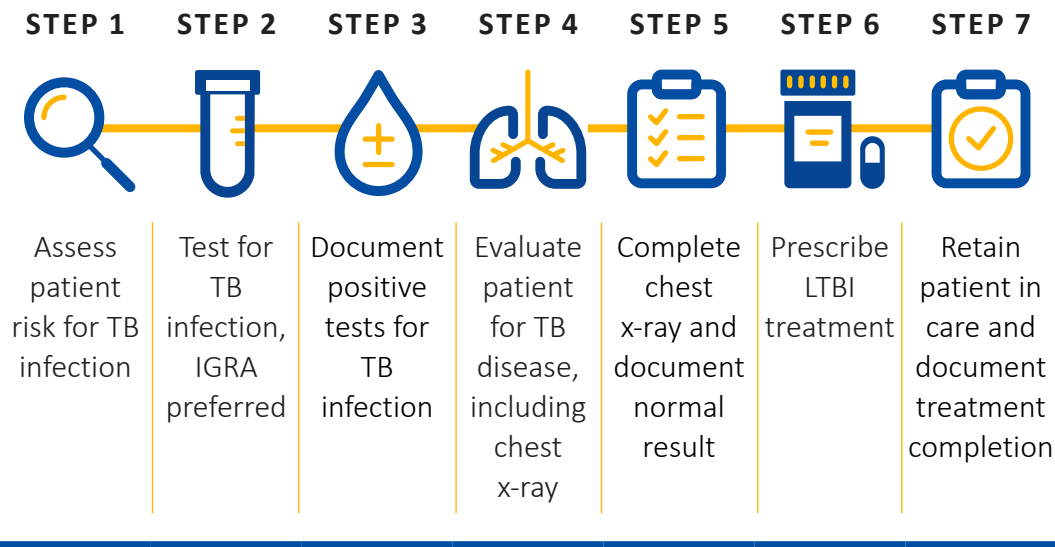 STEP 1
STEP 2
STEP 3
STEP 4
STEP 5
STEP 6
STEP 7
Assess
patient
risk for TB
infection
Test for
TB
infection,
IGRA
preferred
Document
positive
tests for
TB
infection
Evaluate
patient
for TB
disease,
including
chest
x-ray
Complete
chest
x-ray and
document
normal
result
Prescribe
LTBI
treatment
Retain
patient in
care and
document
treatment
completion